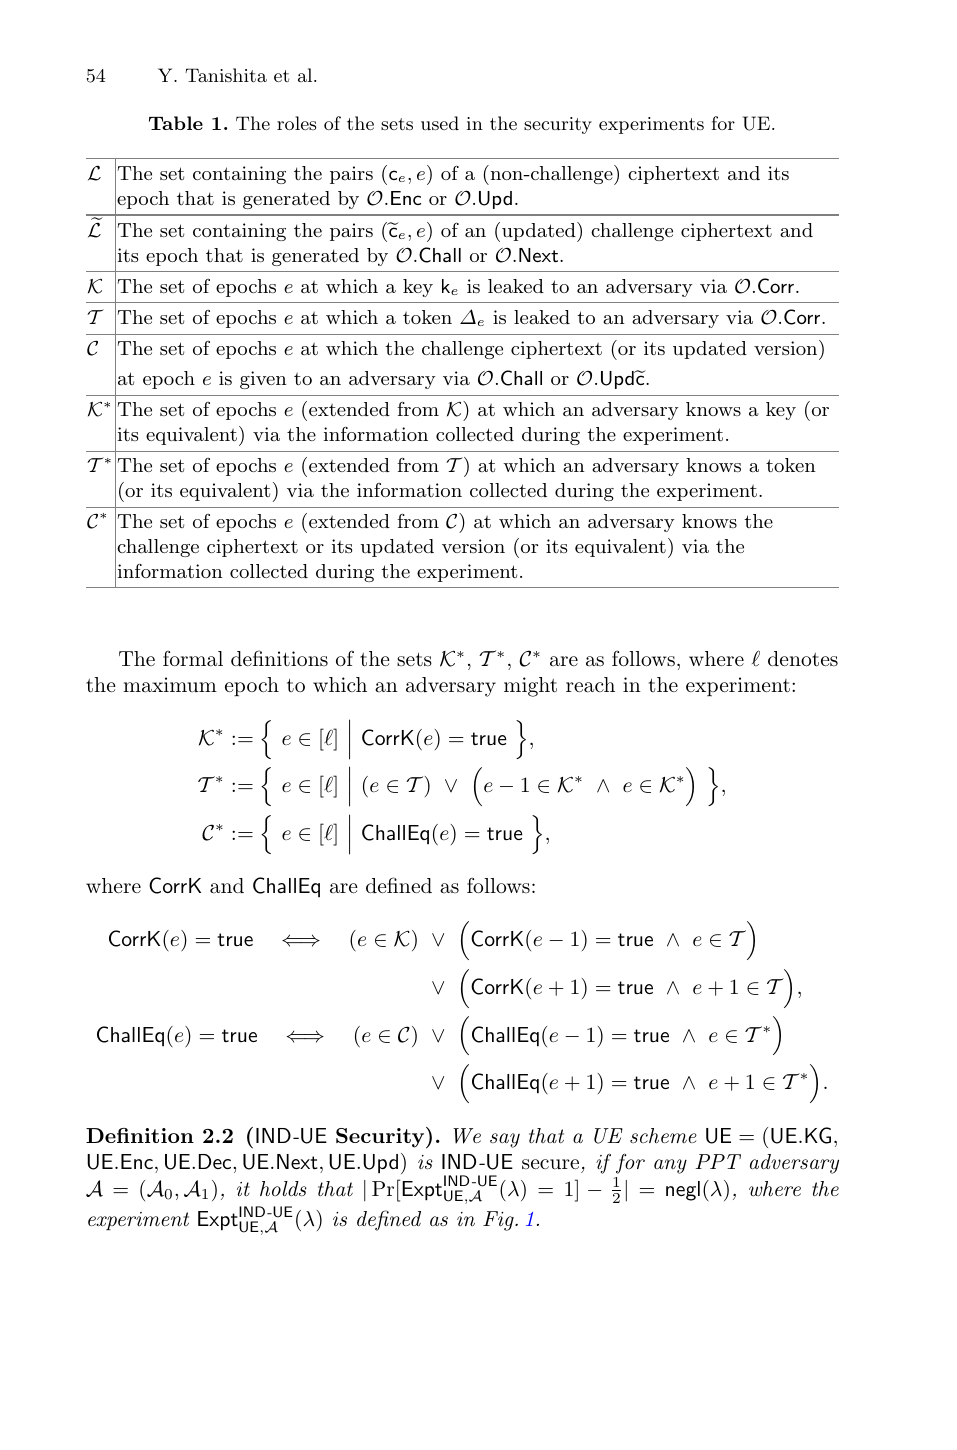 54 Y. Tanishita et al.
Table 1. The roles of the sets used in the security experiments for UE.
ℒ The set containing the pairs (c_e, e) of a (non-challenge) ciphertext and its
epoch that is generated by 𝒪.Enc or 𝒪.Upd.
ℒ̃ The set containing the pairs (c̃_e, e) of an (updated) challenge ciphertext and
its epoch that is generated by 𝒪.Chall or 𝒪.Next.
𝒦 The set of epochs e at which a key k_e is leaked to an adversary via 𝒪.Corr.
𝒯 The set of epochs e at which a token Δ_e is leaked to an adversary via 𝒪.Corr.
𝒞 The set of epochs e at which the challenge ciphertext (or its updated version)
at epoch e is given to an adversary via 𝒪.Chall or 𝒪.Updc̃.
𝒦* The set of epochs e (extended from 𝒦) at which an adversary knows a key (or
its equivalent) via the information collected during the experiment.
𝒯* The set of epochs e (extended from 𝒯) at which an adversary knows a token
(or its equivalent) via the information collected during the experiment.
𝒞* The set of epochs e (extended from 𝒞) at which an adversary knows the
challenge ciphertext or its updated version (or its equivalent) via the
information collected during the experiment.
The formal definitions of the sets 𝒦*, 𝒯*, 𝒞* are as follows, where ℓ denotes
the maximum epoch to which an adversary might reach in the experiment:
𝒦* := { e ∈ [ℓ] | CorrK(e) = true },
𝒯* := { e ∈ [ℓ] | (e ∈ 𝒯) ∨ (e − 1 ∈ 𝒦* ∧ e ∈ 𝒦*) },
𝒞* := { e ∈ [ℓ] | ChallEq(e) = true },
where CorrK and ChallEq are defined as follows:
CorrK(e) = true ⟺ (e ∈ 𝒦) ∨ (CorrK(e − 1) = true ∧ e ∈ 𝒯)
∨ (CorrK(e + 1) = true ∧ e + 1 ∈ 𝒯),
ChallEq(e) = true ⟺ (e ∈ 𝒞) ∨ (ChallEq(e − 1) = true ∧ e ∈ 𝒯*)
∨ (ChallEq(e + 1) = true ∧ e + 1 ∈ 𝒯*).
Definition 2.2 (IND-UE Security). We say that a UE scheme UE = (UE.KG,
UE.Enc, UE.Dec, UE.Next, UE.Upd) is IND-UE secure, if for any PPT adversary
𝒜 = (𝒜₀, 𝒜₁), it holds that | Pr[Expt^{IND-UE}_{UE,𝒜}(λ) = 1] − 1/2| = negl(λ), where the
experiment Expt^{IND-UE}_{UE,𝒜}(λ) is defined as in Fig. 1.